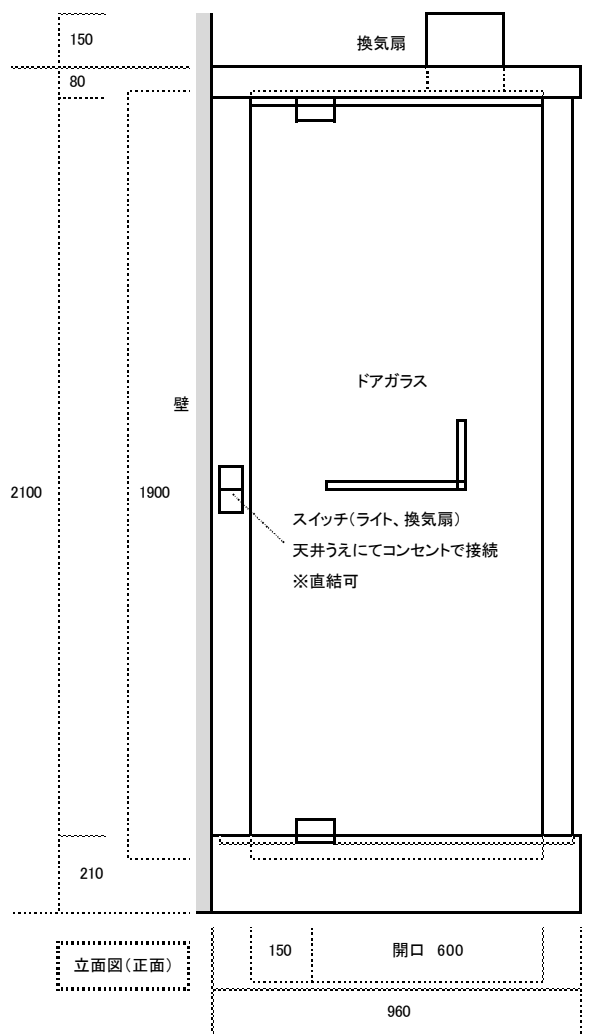 150
換気扇
80
ドアガラス
壁
2100
1900
スイッチ(ライト、換気扇)
天井うえにてコンセントで接続
※直結可
210
立面図(正面)
150
開口 600
960